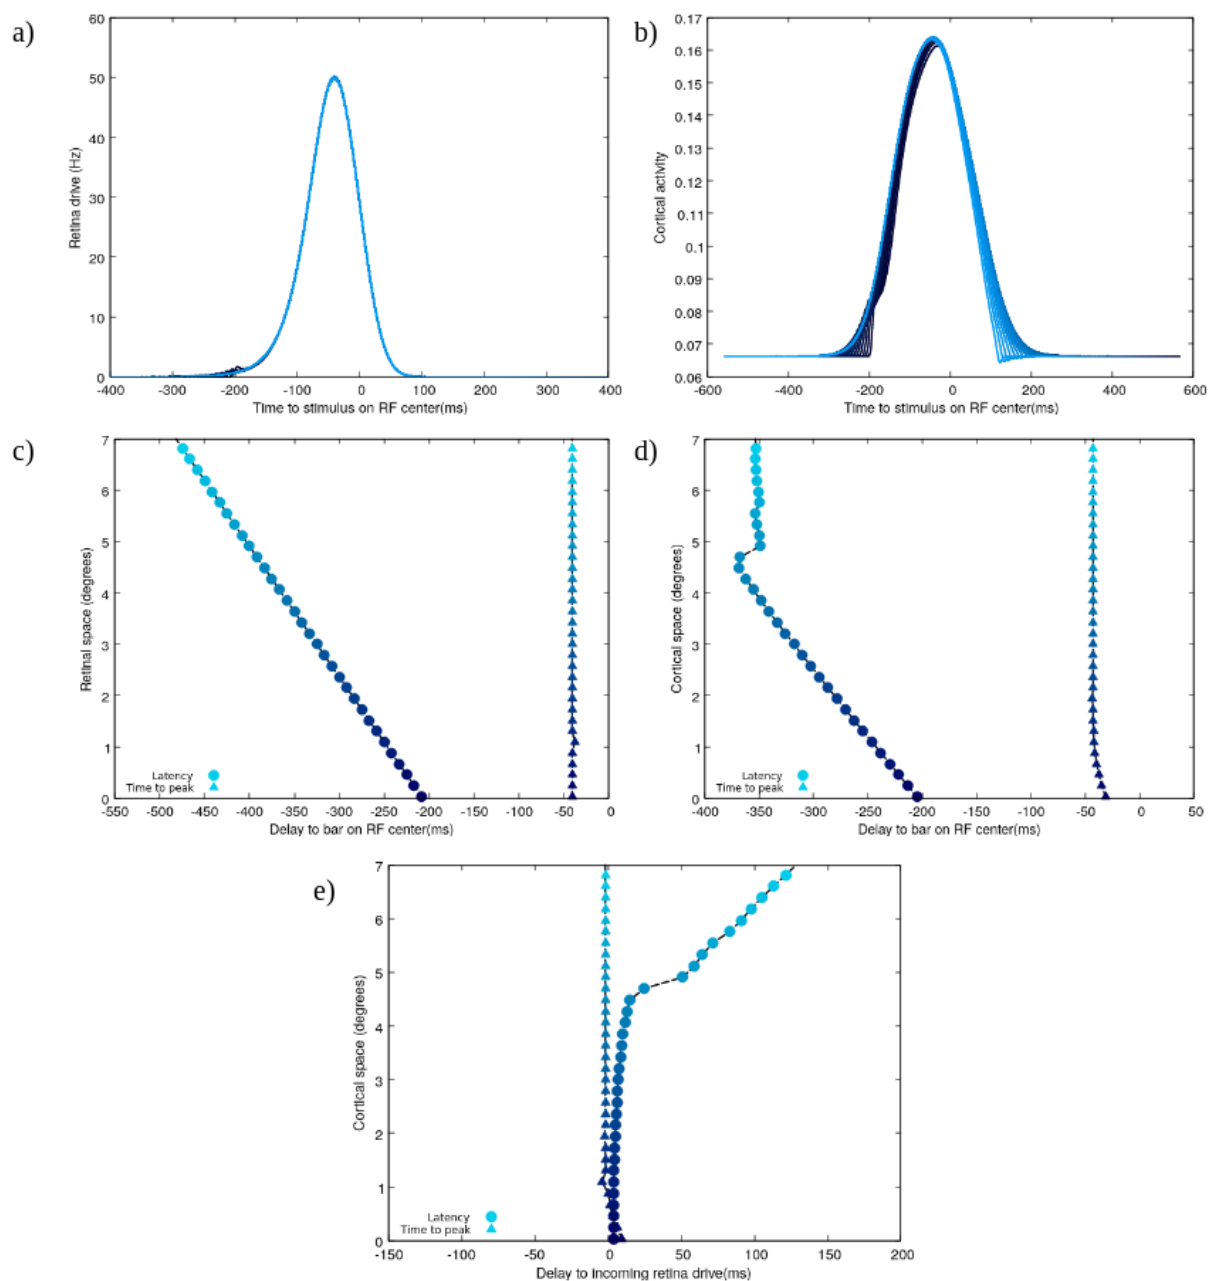 a)
60
50
40
30
20
10
0
Retina drive (Hz)
-400 -300 -200 -100 0 100 200 300 400
Time to stimulus on RF center(ms)
b)
0.17
0.16
0.15
0.14
0.13
0.12
0.11
0.1
0.09
0.08
0.07
0.06
Cortical activity
-600 -400 -200 0 200 400 600
Time to stimulus on RF center(ms)
c)
7
6
5
4
3
2
1
0
Retinal space (degrees)
Latency
Time to peak
-550 -500 -450 -400 -350 -300 -250 -200 -150 -100 -50 0
Delay to bar on RF center(ms)
d)
7
6
5
4
3
2
1
0
Cortical space (degrees)
Latency
Time to peak
-400 -350 -300 -250 -200 -150 -100 -50 0 50
Delay to bar on RF center(ms)
e)
7
6
5
4
3
2
1
0
Cortical space (degrees)
Latency
Time to peak
-150 -100 -50 0 50 100 150 200
Delay to incoming retina drive(ms)